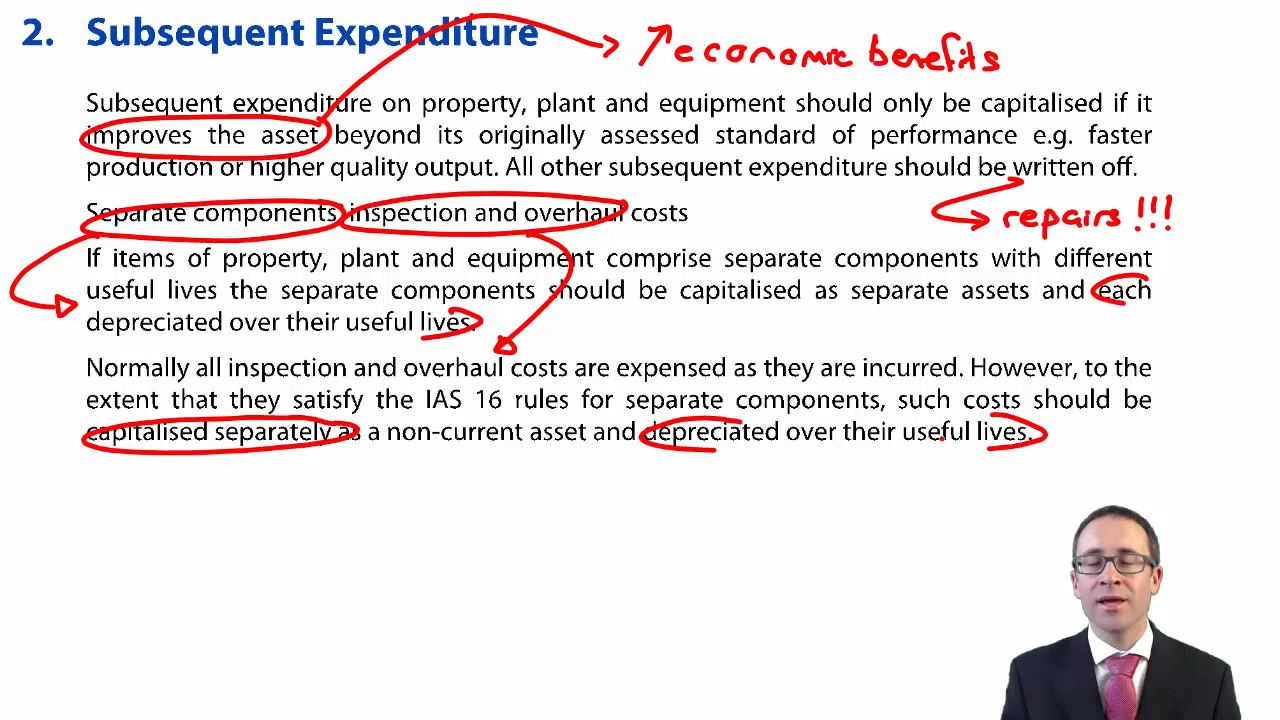 2. Subsequent Expenditure
↗ economic benefits
Subsequent expenditure on property, plant and equipment should only be capitalised if it
improves the asset beyond its originally assessed standard of performance e.g. faster
production or higher quality output. All other subsequent expenditure should be written off.
Separate components, inspection and overhaul costs
repairs !!!
If items of property, plant and equipment comprise separate components with different
useful lives the separate components should be capitalised as separate assets and each
depreciated over their useful lives.
Normally all inspection and overhaul costs are expensed as they are incurred. However, to the
extent that they satisfy the IAS 16 rules for separate components, such costs should be
capitalised separately as a non-current asset and depreciated over their useful lives.